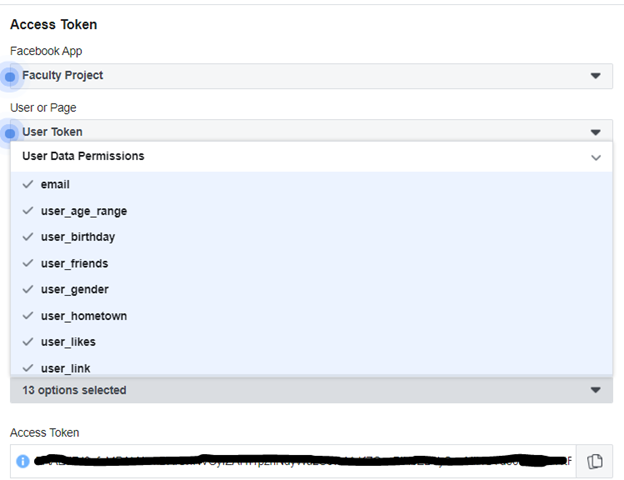 Access Token
Facebook App
Faculty Project
User or Page
User Token
User Data Permissions
email
user_age_range
user_birthday
user_friends
user_gender
user_hometown
user_likes
user_link
13 options selected
Access Token